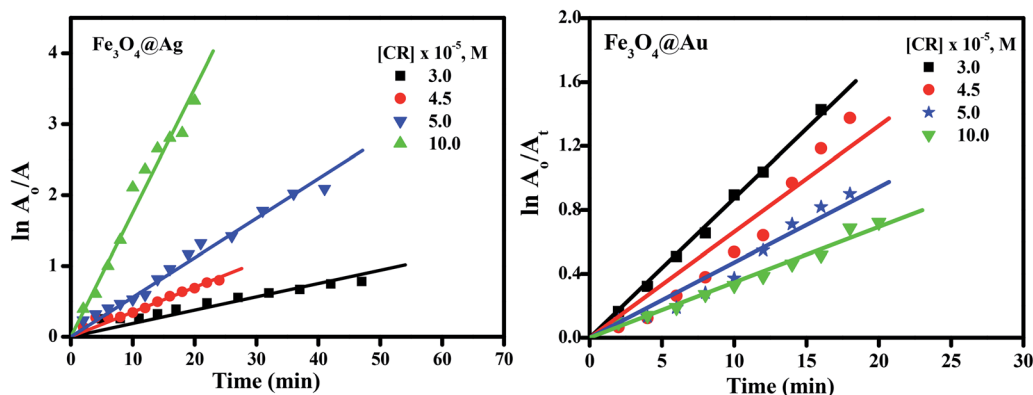 Fe₃O₄@Ag
[CR] x 10⁻⁵, M
3.0
4.5
5.0
10.0
ln Aₒ/A
4
3
2
1
0
0 10 20 30 40 50 60 70
Time (min)
Fe₃O₄@Au
[CR] x 10⁻⁵, M
3.0
4.5
5.0
10.0
ln Aₒ/Aₜ
2.0
1.6
1.2
0.8
0.4
0.0
0 5 10 15 20 25 30
Time (min)